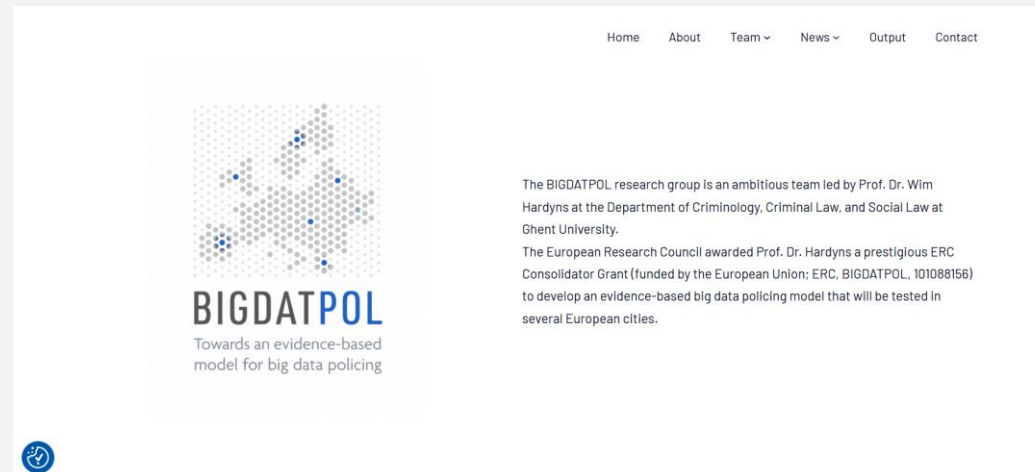 Home About Team News Output Contact
BIGDATPOL
Towards an evidence-based
model for big data policing
The BIGDATPOL research group is an ambitious team led by Prof. Dr. Wim
Hardyns at the Department of Criminology, Criminal Law, and Social Law at
Ghent University.
The European Research Council awarded Prof. Dr. Hardyns a prestigious ERC
Consolidator Grant (funded by the European Union; ERC, BIGDATPOL, 101088156)
to develop an evidence-based big data policing model that will be tested in
several European cities.